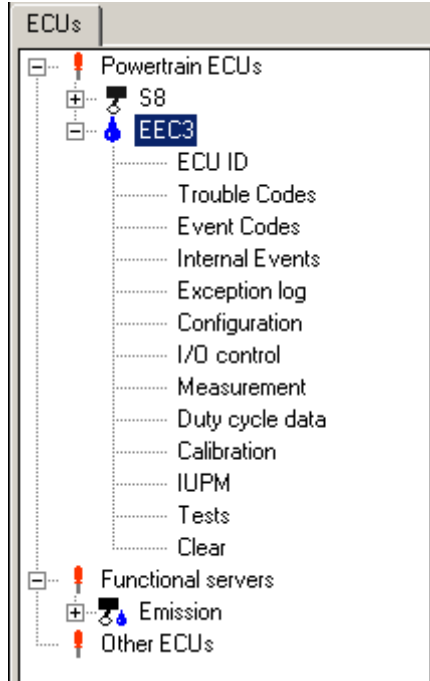 ECUs
Powertrain ECUs
S8
EEC3
ECU ID
Trouble Codes
Event Codes
Internal Events
Exception log
Configuration
I/O control
Measurement
Duty cycle data
Calibration
IUPM
Tests
Clear
Functional servers
Emission
Other ECUs